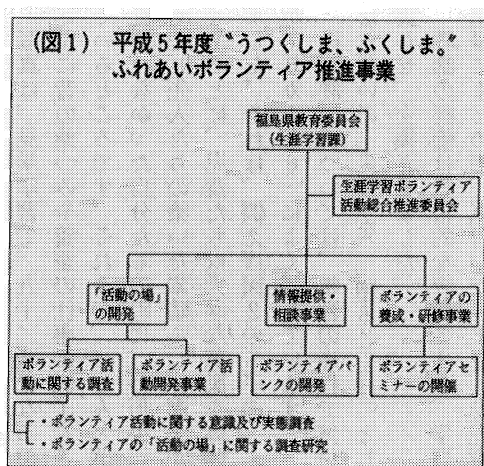 (図1) 平成5年度〝うつくしま、ふくしま。〟
ふれあいボランティア推進事業
福島県教育委員会
(生涯学習課)
生涯学習ボランティア
活動総合推進委員会
「活動の場」
の開発
情報提供・
相談事業
ボランティアの
養成・研修事業
ボランティア活
動に関する調査
ボランティア活
動開発事業
ボランティアバ
ンクの開発
ボランティアセ
ミナーの開催
・ボランティア活動に関する意識及び実態調査
・ボランティアの「活動の場」に関する調査研究